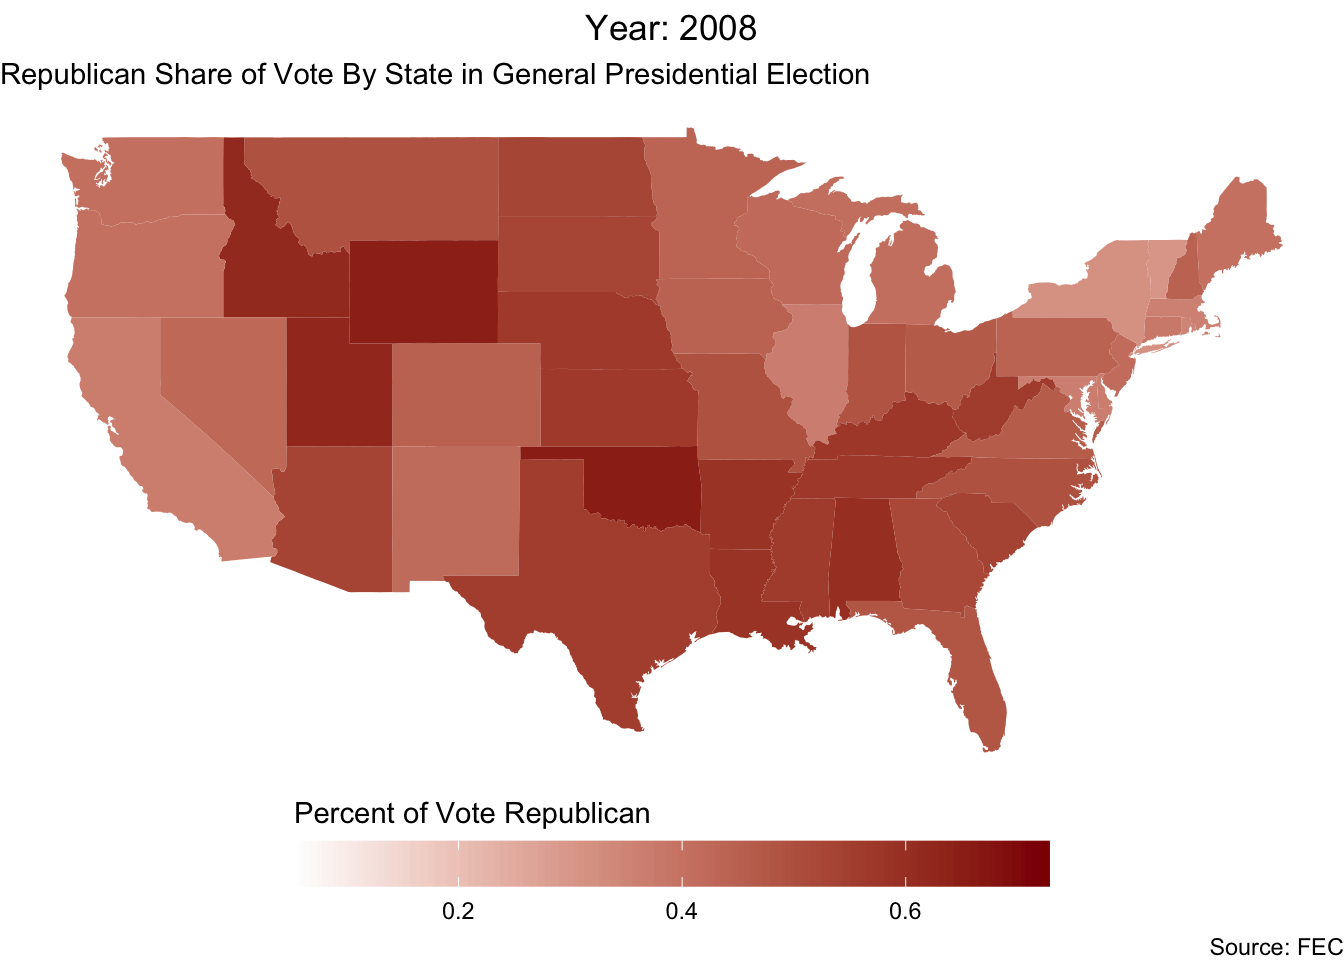 Year: 2008
Republican Share of Vote By State in General Presidential Election
Percent of Vote Republican
0.2 0.4 0.6
Source: FEC